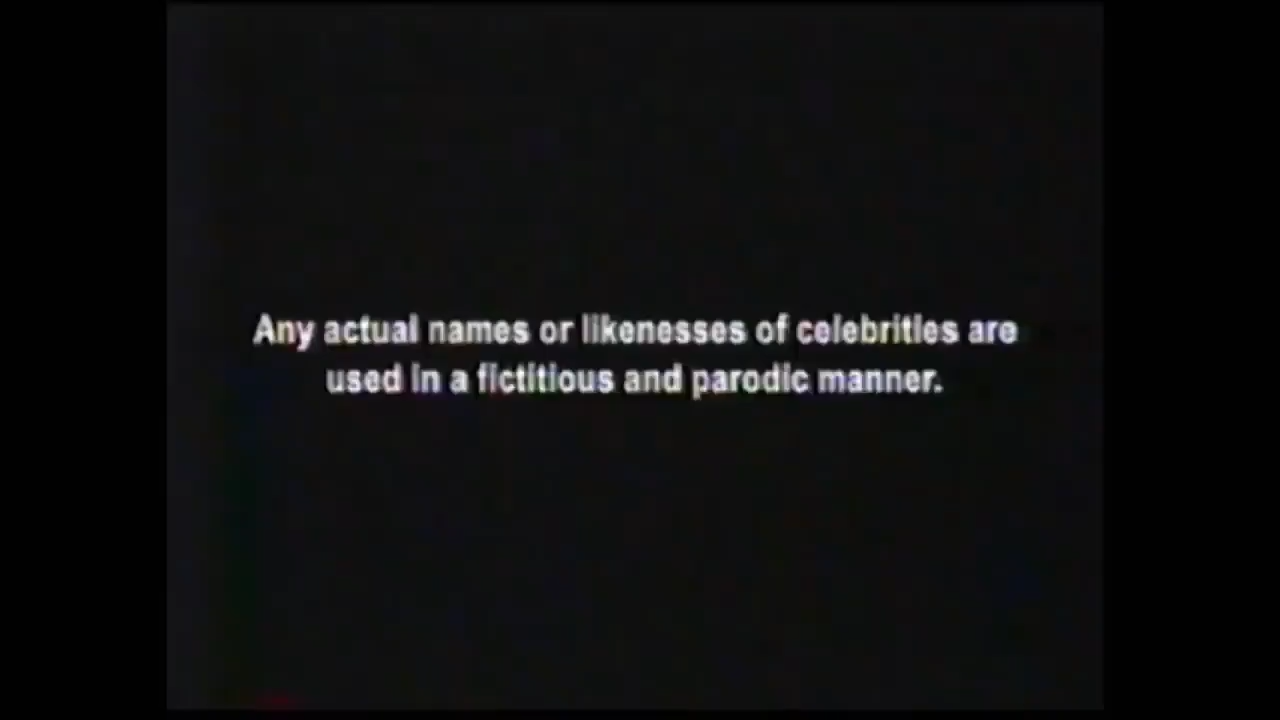 Any actual names or likenesses of celebrities are
used in a fictitious and parodic manner.